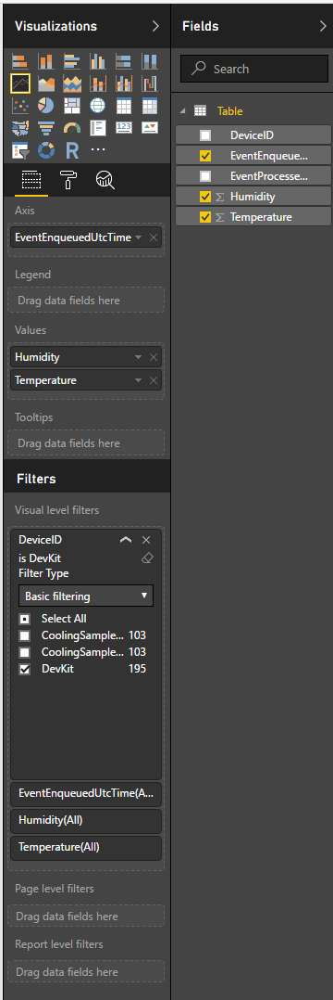 Visualizations
R
123
Axis
EventEnqueuedUtcTime
Legend
Drag data fields here
Values
Humidity
Temperature
Tooltips
Drag data fields here
Filters
Visual level filters
DeviceID
is DevKit
Filter Type
Basic filtering
Select All
CoolingSample... 103
CoolingSample... 103
DevKit 195
EventEnqueuedUtcTime(A...
Humidity(All)
Temperature(All)
Page level filters
Drag data fields here
Report level filters
Drag data fields here
Fields
Search
Table
DeviceID
EventEnqueue...
EventProcesse...
Σ Humidity
Σ Temperature